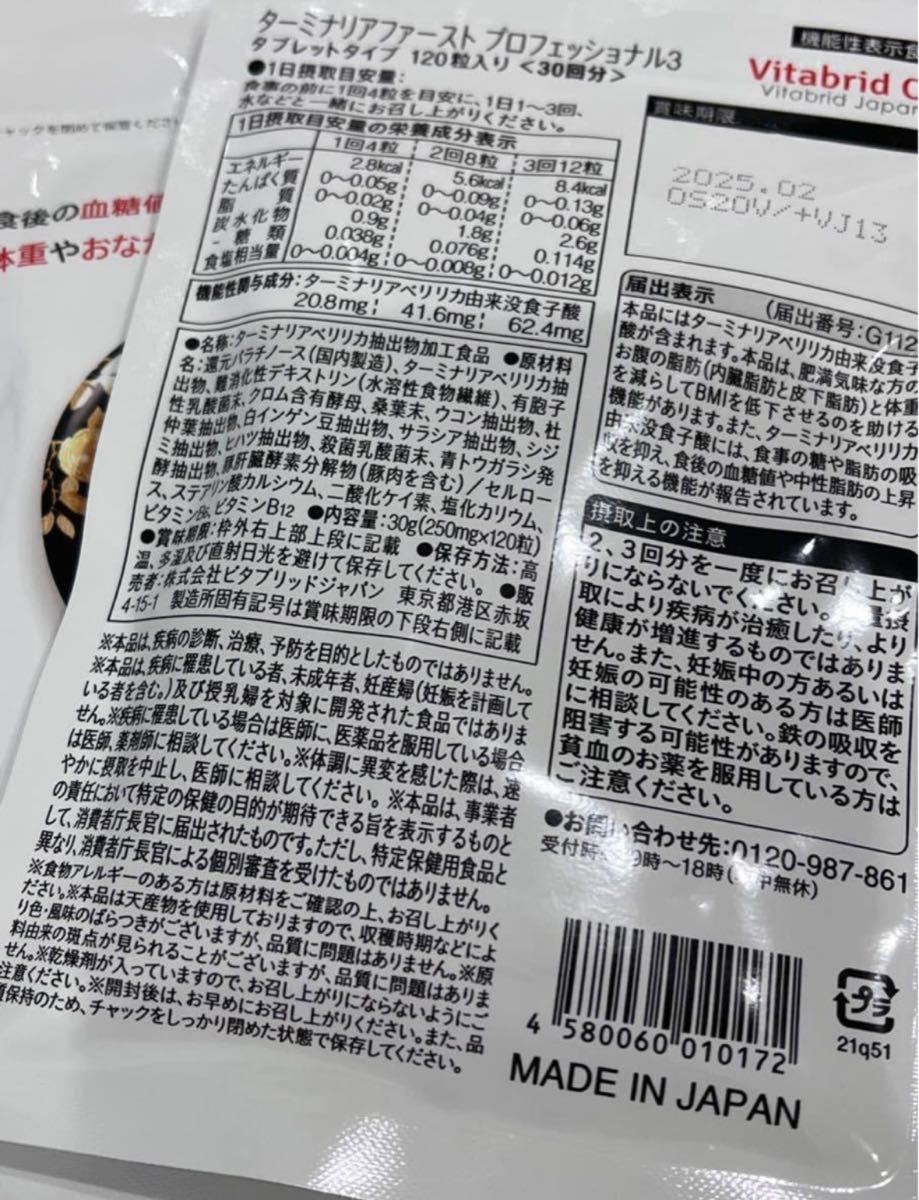 チャックを閉めて保管くださ
食後の血糖値
体重やおなか
ターミナリアファースト プロフェッショナル3
タブレットタイプ 120粒入り <30回分>
●1日摂取目安量:
食事の前に1回4粒を目安に、1日1〜3回、
水などと一緒にお召し上がりください。
1日摂取目安量の栄養成分表示
1回4粒 2回8粒 3回12粒
エネルギー 2.8kcal 5.6kcal 8.4kcal
たんぱく質 0〜0.05g 0〜0.09g 0〜0.13g
脂 質 0〜0.02g 0〜0.04g 0〜0.06g
炭水化物 0.9g 1.8g 2.6g
- 糖 類 0.038g 0.076g 0.114g
食塩相当量 0〜0.004g 0〜0.008g 0〜0.012g
機能性関与成分:ターミナリアベリリカ由来没食子酸
20.8mg 41.6mg 62.4mg
●名称:ターミナリアベリリカ抽出物加工食品 ●原材料
名:還元パラチノース(国内製造)、ターミナリアベリリカ抽
出物、難消化性デキストリン(水溶性食物繊維)、有胞子
性乳酸菌末、クロム含有酵母、桑葉末、ウコン抽出物、杜
仲葉抽出物、白インゲン豆抽出物、サラシア抽出物、シジ
ミ抽出物、ヒハツ抽出物、殺菌乳酸菌末、青トウガラシ発
酵抽出物、豚肝臓酵素分解物(豚肉を含む)/セルロー
ス、ステアリン酸カルシウム、二酸化ケイ素、塩化カリウム、
ビタミンB6、ビタミンB12 ●内容量:30g(250mg×120粒)
●賞味期限:枠外右上部上段に記載 ●保存方法:高
温、多湿及び直射日光を避けて保存してください。 ●販
売者:株式会社ビタブリッドジャパン 東京都港区赤坂
4-15-1 製造所固有記号は賞味期限の下段右側に記載
※本品は、疾病の診断、治療、予防を目的としたものではありません。
※本品は、疾病に罹患している者、未成年者、妊産婦(妊娠を計画して
いる者を含む。)及び授乳婦を対象に開発された食品ではありま
せん。※疾病に罹患している場合は医師に、医薬品を服用している場合
は医師、薬剤師に相談してください。※体調に異変を感じた際は、速
やかに摂取を中止し、医師に相談してください。 ※本品は、事業者
の責任において特定の保健の目的が期待できる旨を表示するものと
して、消費者庁長官に届出されたものです。ただし、特定保健用食品と
異なり、消費者庁長官による個別審査を受けたものではありません。
※食物アレルギーのある方は原材料をご確認の上、お召し上がりく
ださい。※本品は天産物を使用しておりますので、収穫時期などによ
り色・風味のばらつきがございますが、品質に問題はありません。※原
料由来の斑点が見られることがございますが、品質に問題はありま
せん。※乾燥剤が入っていますので、お召し上がりにならないようにご
注意ください。※開封後は、お早めにお召し上がりください。また、品
質保持のため、チャックをしっかり閉めた状態で保存してください。
機能性表示食
Vitabrid C
Vitabrid Japan
賞味期限
2025.02
OS20V/+VJ13
届出表示 (届出番号:G112
本品にはターミナリアベリリカ由来没食子
酸が含まれます。本品は、肥満気味な方の
お腹の脂肪(内臓脂肪と皮下脂肪)と体重
を減らしてBMIを低下させるのを助ける
機能があります。また、ターミナリアベリリカ
由来没食子酸には、食事の糖や脂肪の吸
収を抑え、食後の血糖値や中性脂肪の上昇
を抑える機能が報告されています。
摂取上の注意
2、3回分を一度にお召し上が
りにならないでください。 量摂
取により疾病が治癒したり、より
健康が増進するものではありま
せん。また、妊娠中の方あるいは
妊娠の可能性のある方は医師
に相談してください。鉄の吸収を
阻害する可能性がありますので、
貧血のお薬を服用している方は
ご注意ください。
●お問い合わせ先:0120-987-861
受付時 9時〜18時( 中無休)
4 580060 010172
プラ
21q51
MADE IN JAPAN